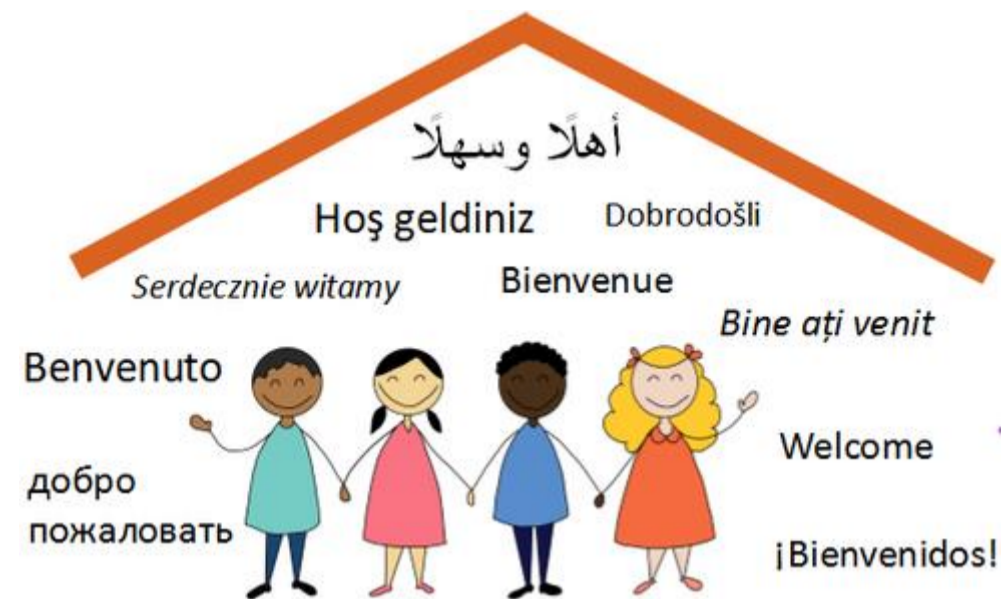 أهلًا وسهلًا
Hoş geldiniz
Dobrodošli
Serdecznie witamy
Bienvenue
Bine ați venit
Benvenuto
Welcome
добро
пожаловать
¡Bienvenidos!